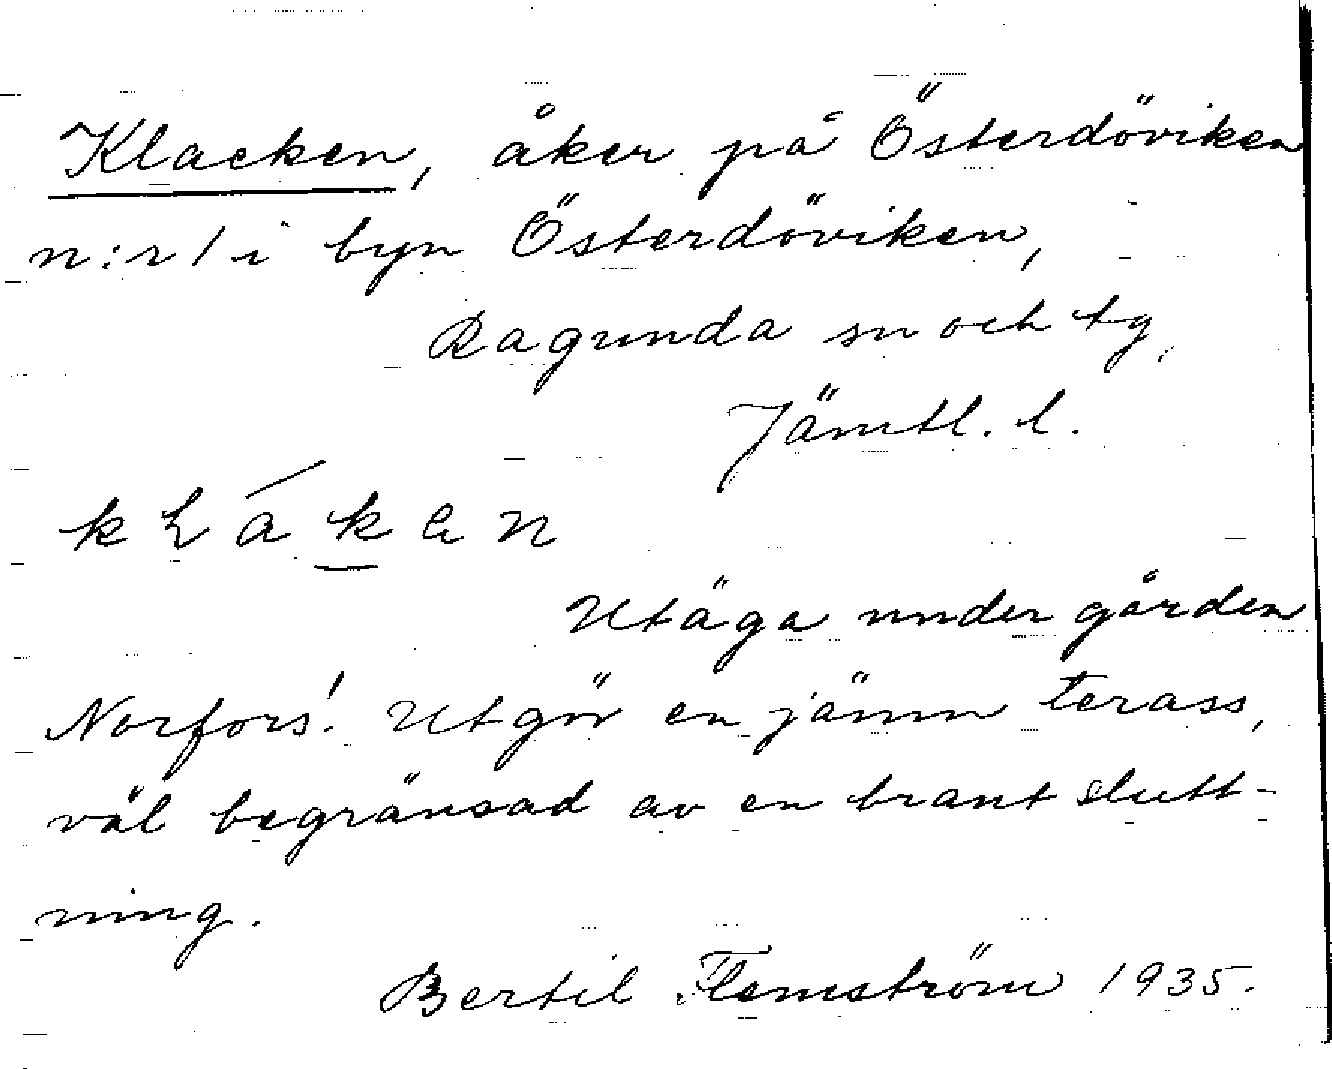 Klacken, åker på Österdöviken
n:r 1 i byn Österdöviken,
Ragunda sn och tg,
Jämtl. l.
Utäga under gården
Norfors! Utgör en jämn terass,
väl begränsad av en brant slutt-
ning.
Bertil Flemström 1935.